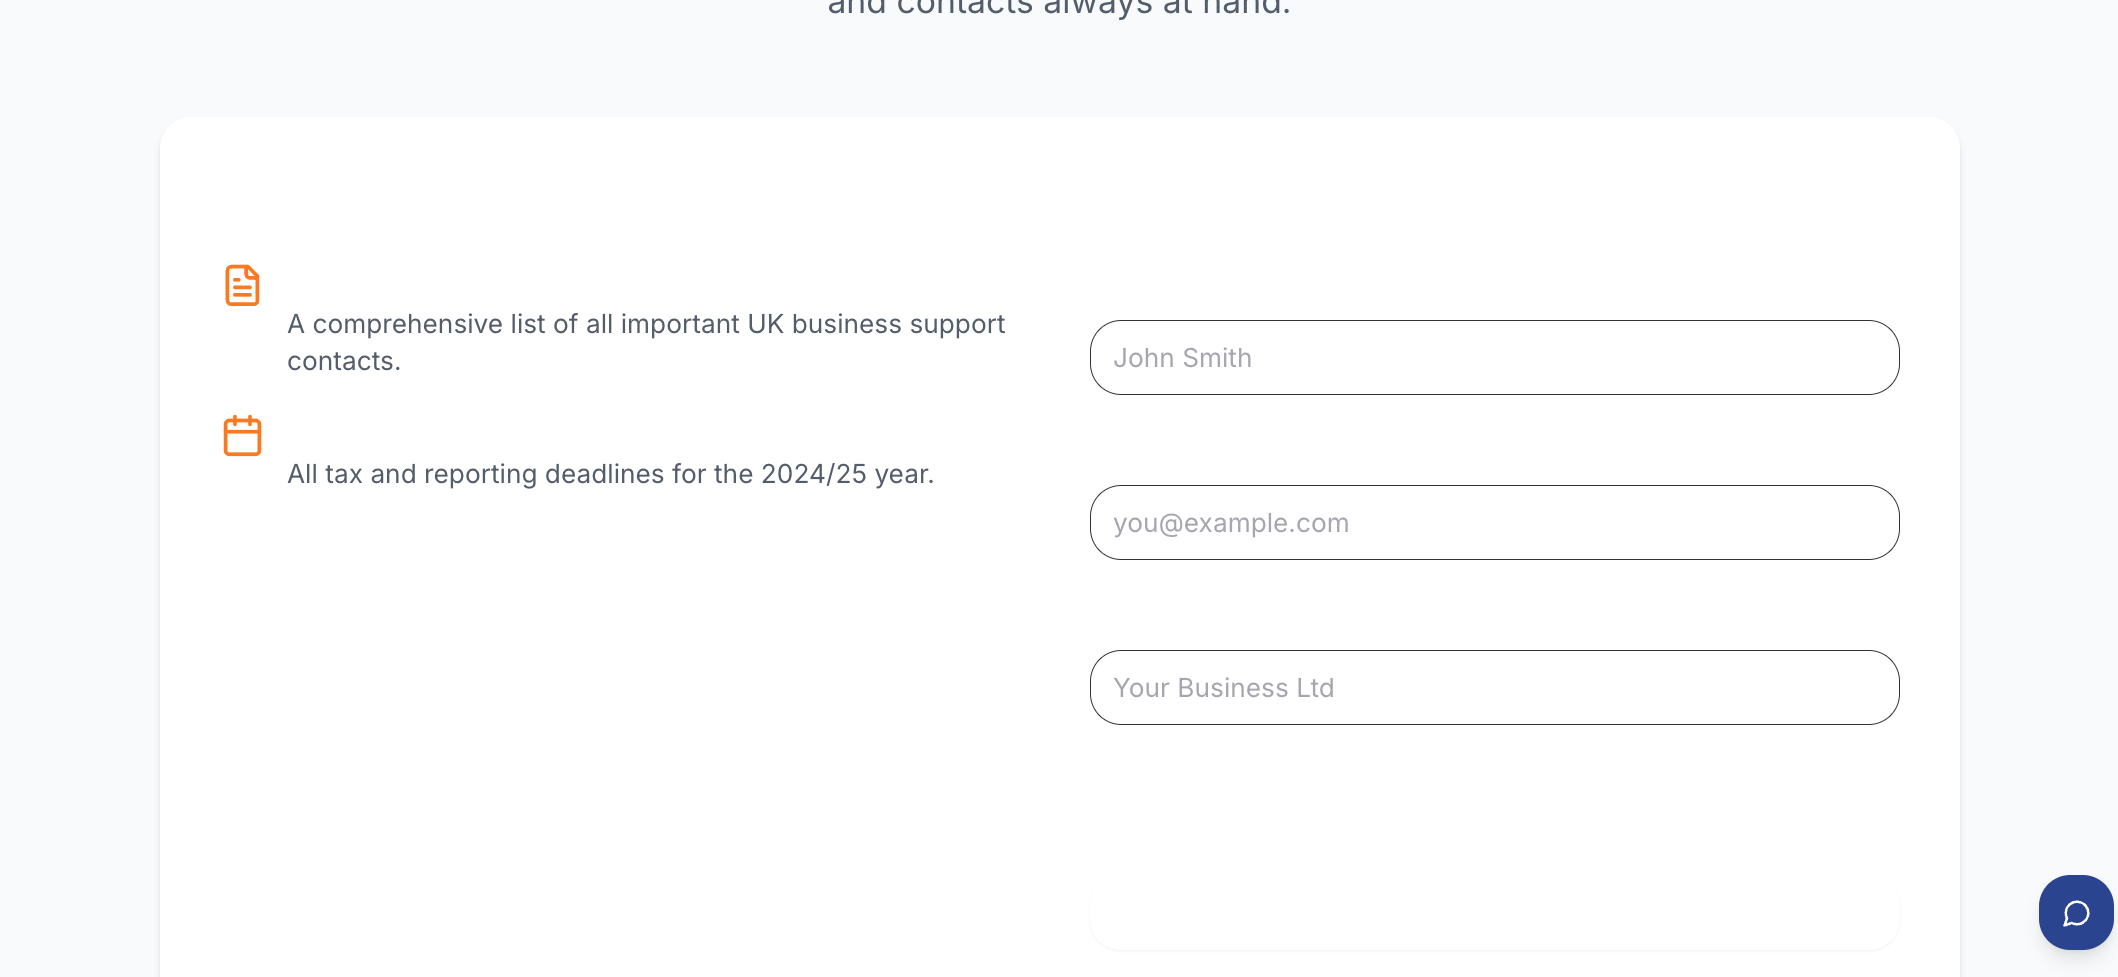 and contacts always at hand.
A comprehensive list of all important UK business support
contacts.
All tax and reporting deadlines for the 2024/25 year.
John Smith
you@example.com
Your Business Ltd